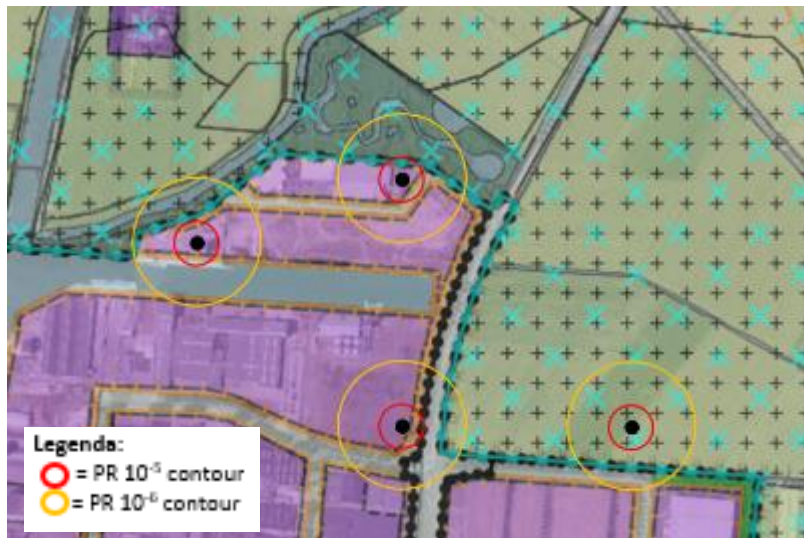 Legenda:
= PR 10⁻⁵ contour
= PR 10⁻⁶ contour